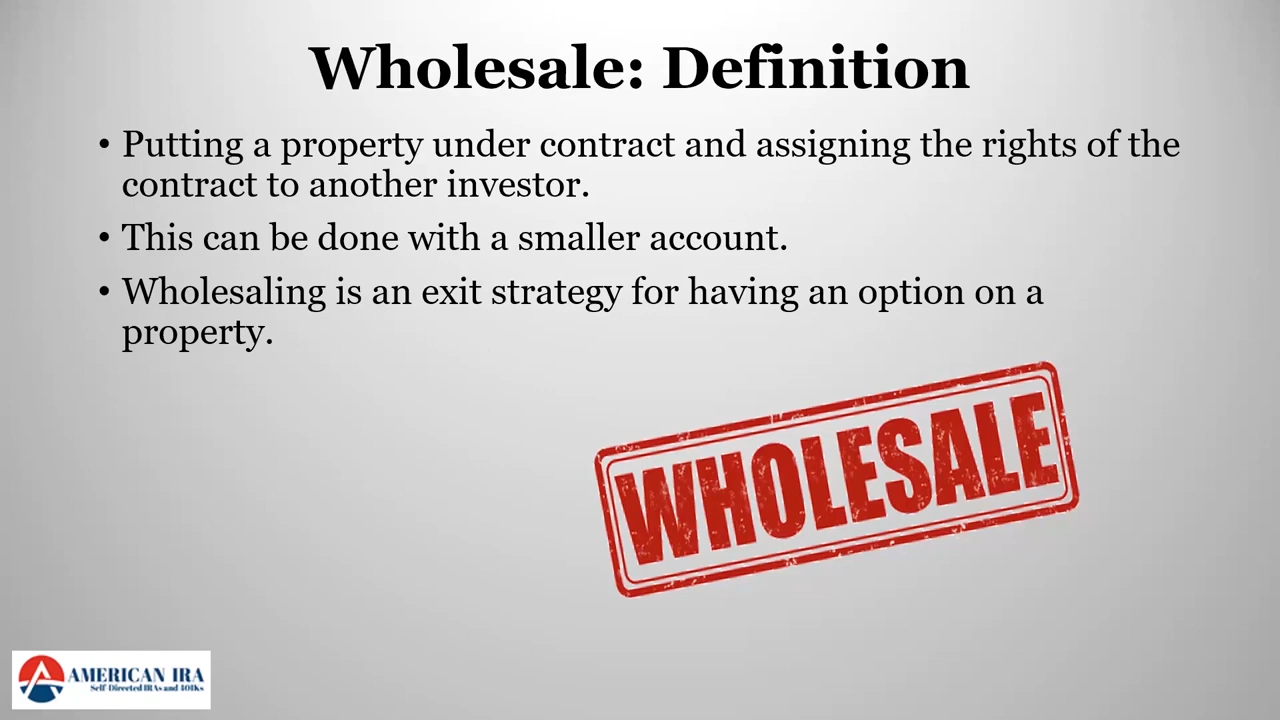 Wholesale: Definition
• Putting a property under contract and assigning the rights of the
contract to another investor.
• This can be done with a smaller account.
• Wholesaling is an exit strategy for having an option on a
property.
WHOLESALE
AMERICAN IRA
Self-Directed IRAs and 401Ks